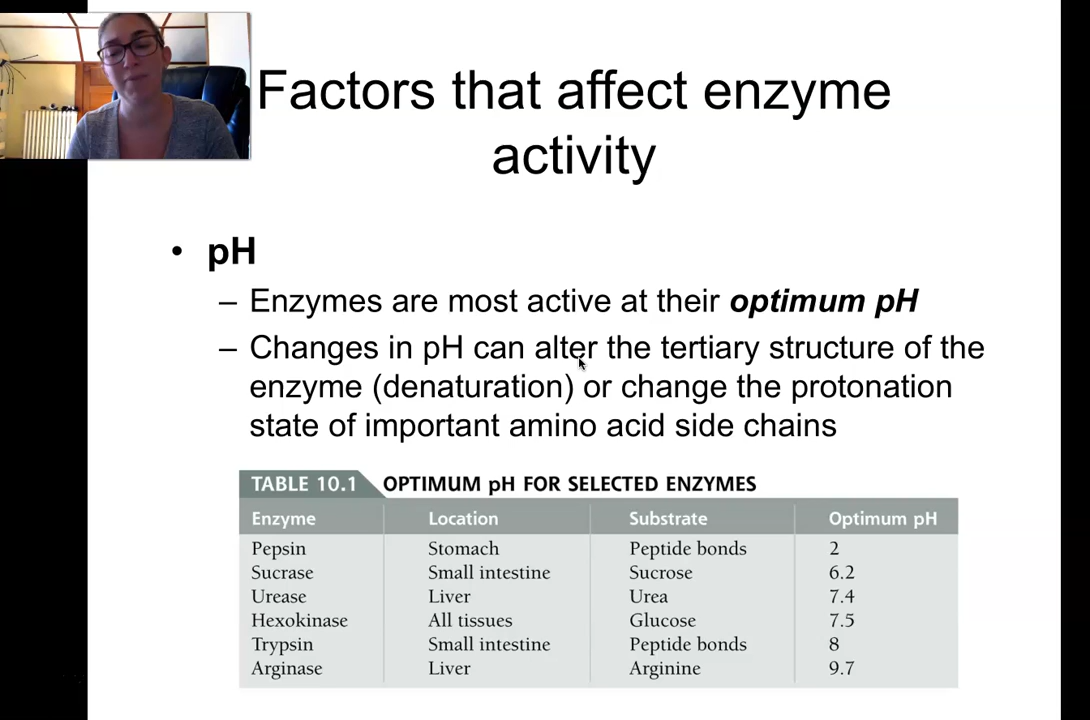 Factors that affect enzyme
activity
• pH
– Enzymes are most active at their optimum pH
– Changes in pH can alter the tertiary structure of the
enzyme (denaturation) or change the protonation
state of important amino acid side chains
TABLE 10.1 OPTIMUM pH FOR SELECTED ENZYMES
Enzyme Location Substrate Optimum pH
Pepsin Stomach Peptide bonds 2
Sucrase Small intestine Sucrose 6.2
Urease Liver Urea 7.4
Hexokinase All tissues Glucose 7.5
Trypsin Small intestine Peptide bonds 8
Arginase Liver Arginine 9.7